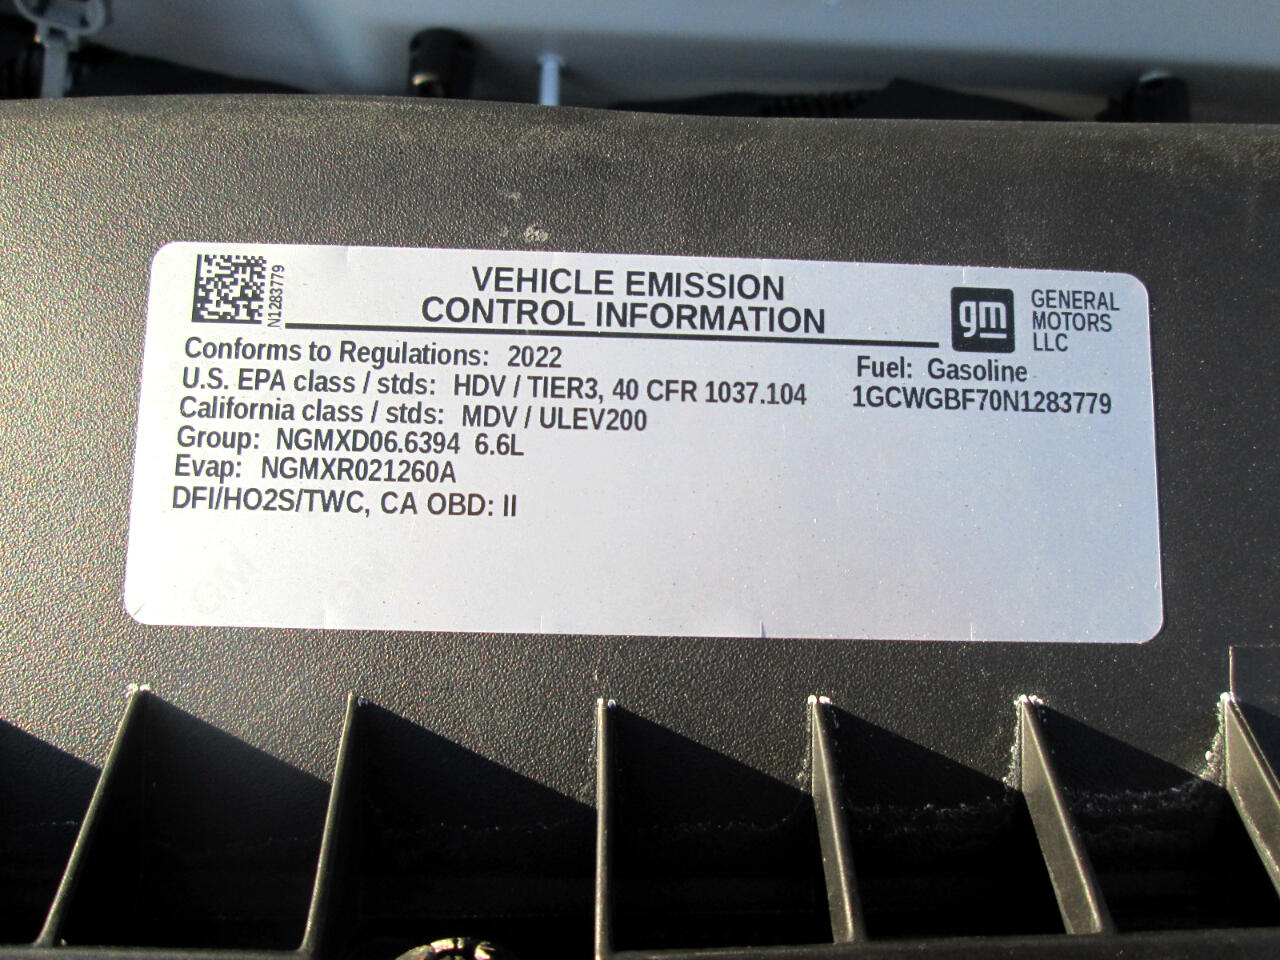 N1283779
VEHICLE EMISSION
CONTROL INFORMATION
gm
GENERAL
MOTORS
LLC
Conforms to Regulations: 2022
Fuel: Gasoline
U.S. EPA class / stds: HDV / TIER3, 40 CFR 1037.104
1GCWGBF70N1283779
California class / stds: MDV / ULEV200
Group: NGMXD06.6394 6.6L
Evap: NGMXR021260A
DFI/HO2S/TWC, CA OBD: II
GM
GM